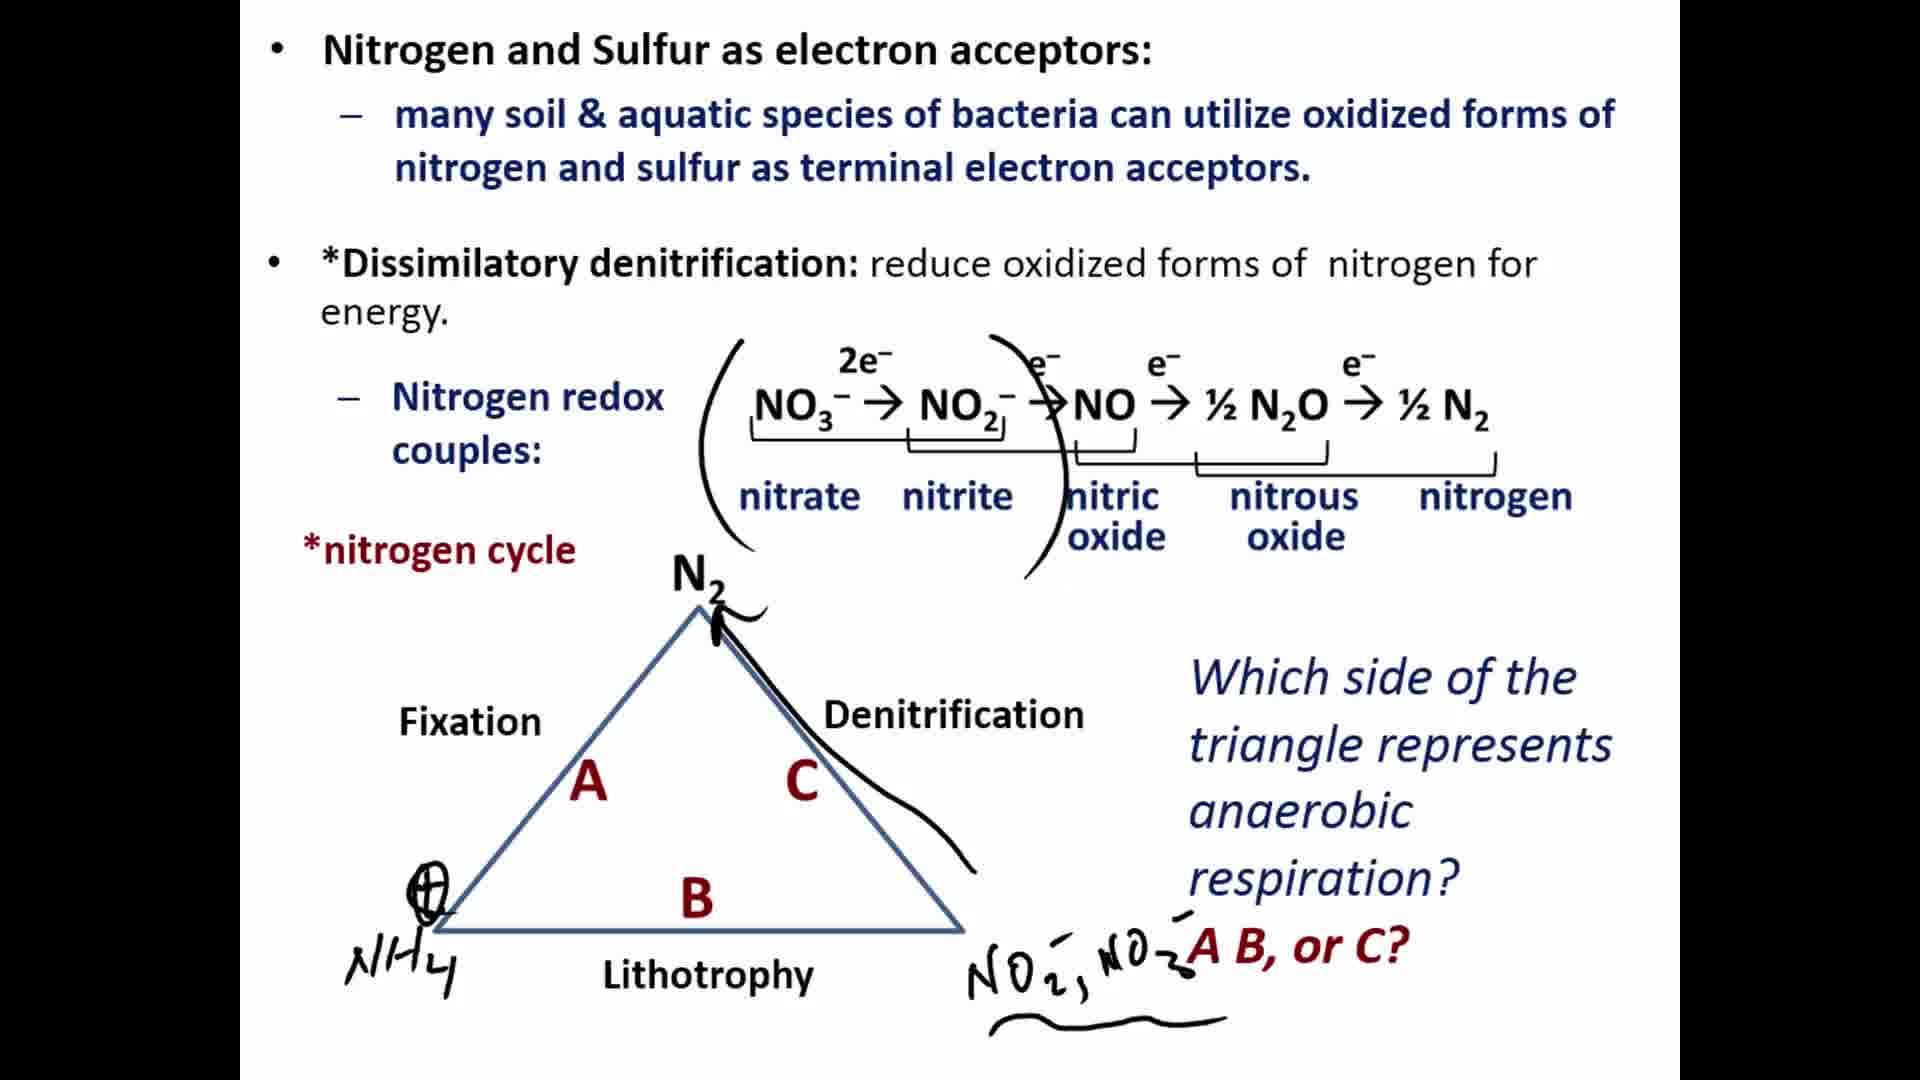 • Nitrogen and Sulfur as electron acceptors:
– many soil & aquatic species of bacteria can utilize oxidized forms of
nitrogen and sulfur as terminal electron acceptors.
• *Dissimilatory denitrification: reduce oxidized forms of nitrogen for
energy.
2e⁻ e⁻ e⁻ e⁻
– Nitrogen redox
couples:
NO₃⁻ → NO₂⁻ → NO → ½ N₂O → ½ N₂
nitrate nitrite nitric
oxide nitrous
oxide nitrogen
*nitrogen cycle
N₂
Fixation
Denitrification
A
C
B
NH₄⊕
Lithotrophy
NO₂⁻, NO₃⁻
Which side of the
triangle represents
anaerobic
respiration?
A B, or C?